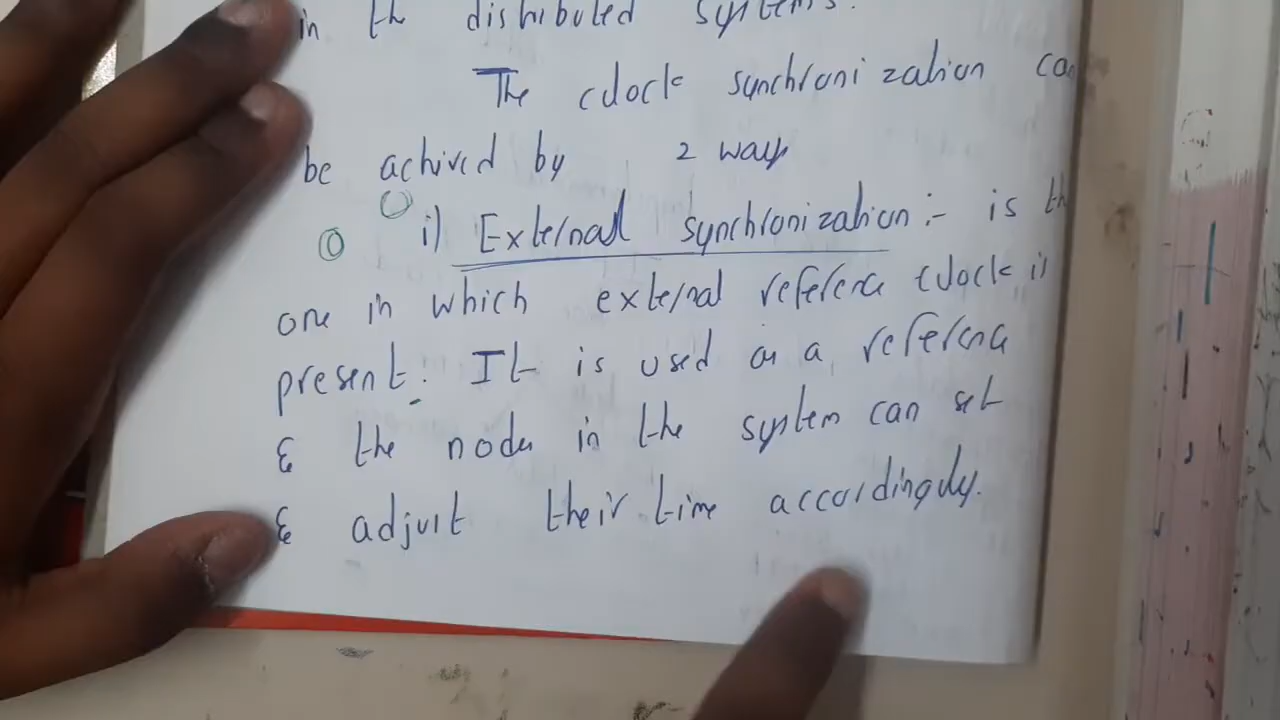 in the distributed systems.
The clock synchronization can
be achived by 2 ways
i) External synchronization :- is the
one in which external reference clock is
present. It is used as a reference
& the nodes in the system can set
& adjust their time accordingly.